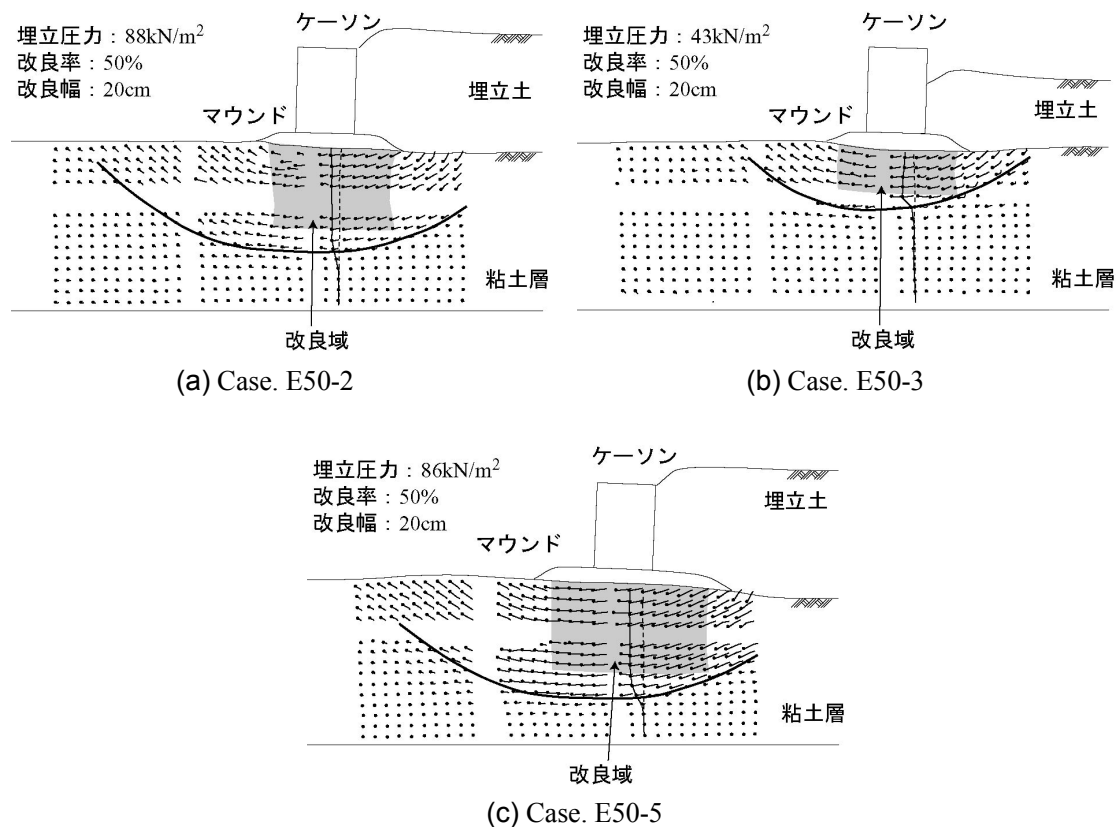 ケーソン
埋立圧力：88kN/m²
改良率：50%
改良幅：20cm
埋立土
マウンド
粘土層
改良域
(a) Case. E50-2
ケーソン
埋立圧力：43kN/m²
改良率：50%
改良幅：20cm
埋立土
マウンド
粘土層
改良域
(b) Case. E50-3
ケーソン
埋立圧力：86kN/m²
改良率：50%
改良幅：20cm
埋立土
マウンド
粘土層
改良域
(c) Case. E50-5